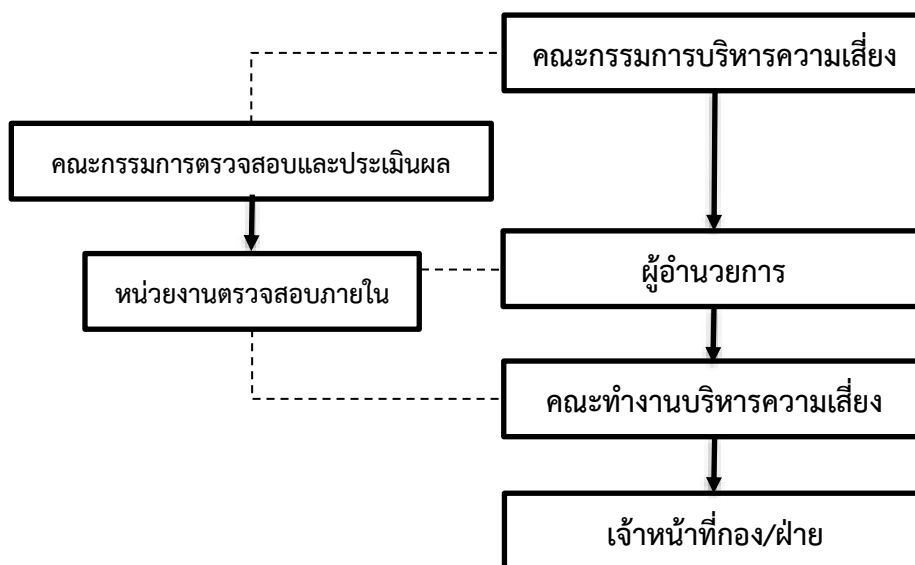 คณะกรรมการบริหารความเสี่ยง
คณะกรรมการตรวจสอบและประเมินผล
ผู้อำนวยการ
หน่วยงานตรวจสอบภายใน
คณะทำงานบริหารความเสี่ยง
เจ้าหน้าที่กอง/ฝ่าย